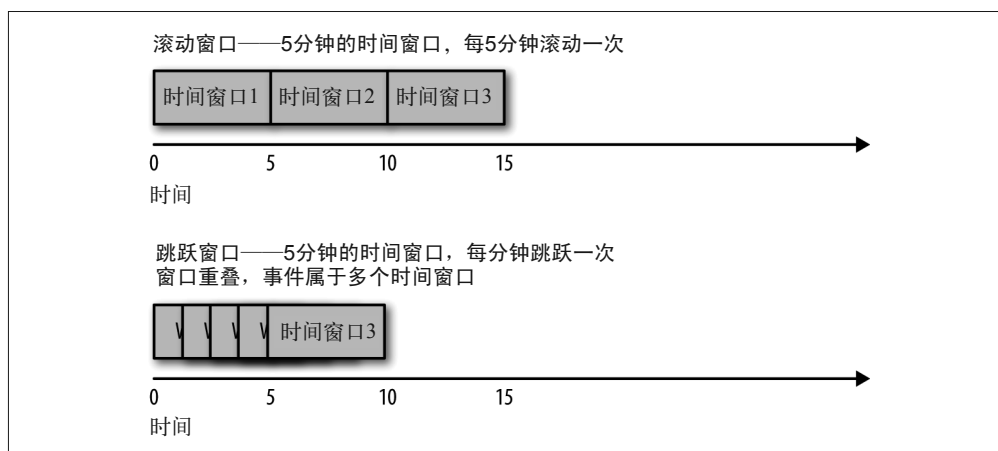 滚动窗口——5分钟的时间窗口，每5分钟滚动一次
时间窗口1 时间窗口2 时间窗口3
0 5 10 15
时间
跳跃窗口——5分钟的时间窗口，每分钟跳跃一次
窗口重叠，事件属于多个时间窗口
时间窗口3
0 5 10 15
时间